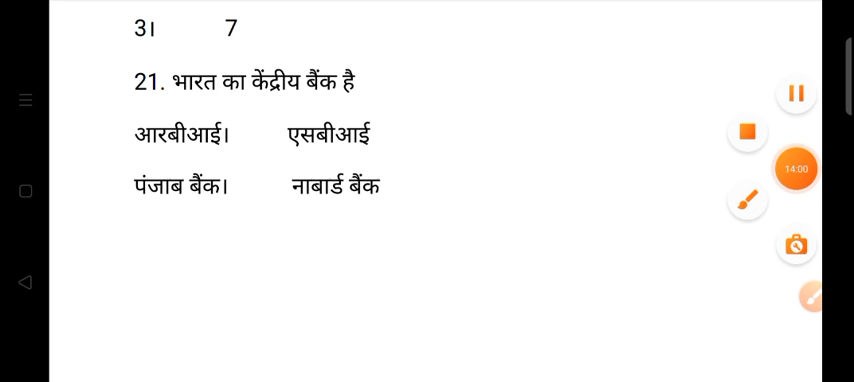 3।	7
21. भारत का केंद्रीय बैंक है
आरबीआई।	एसबीआई
पंजाब बैंक।	नाबार्ड बैंक
14:00